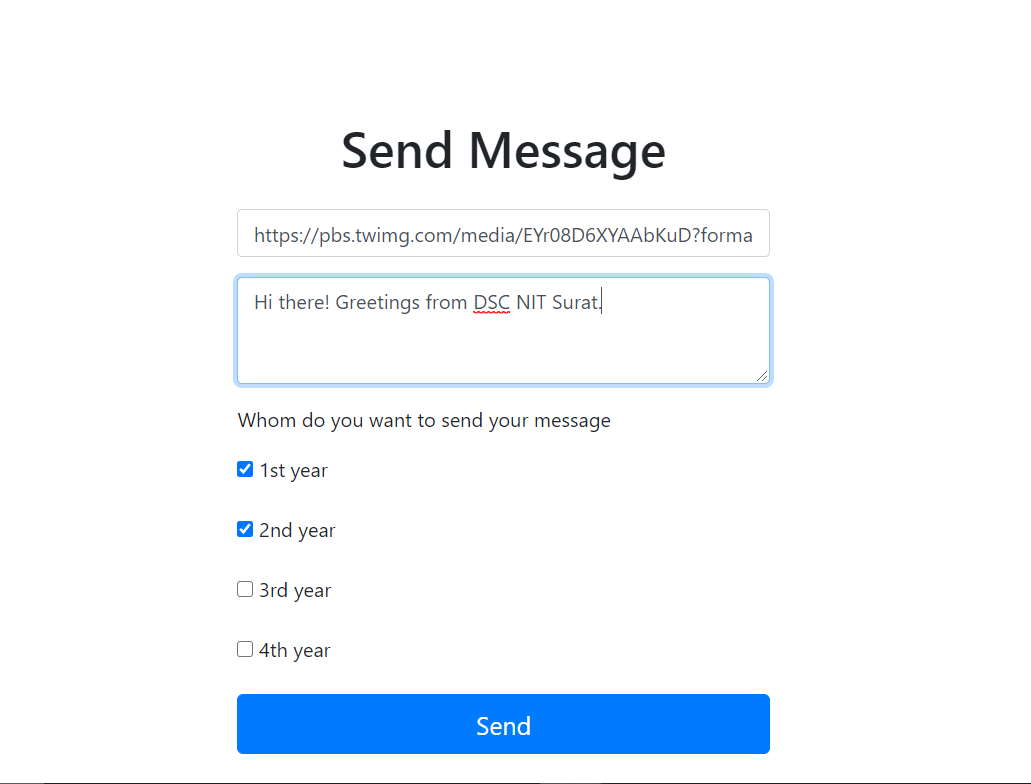 Send Message
https://pbs.twimg.com/media/EYr08D6XYAAbKuD?forma
Hi there! Greetings from DSC NIT Surat.
Whom do you want to send your message
1st year
2nd year
3rd year
4th year
Send